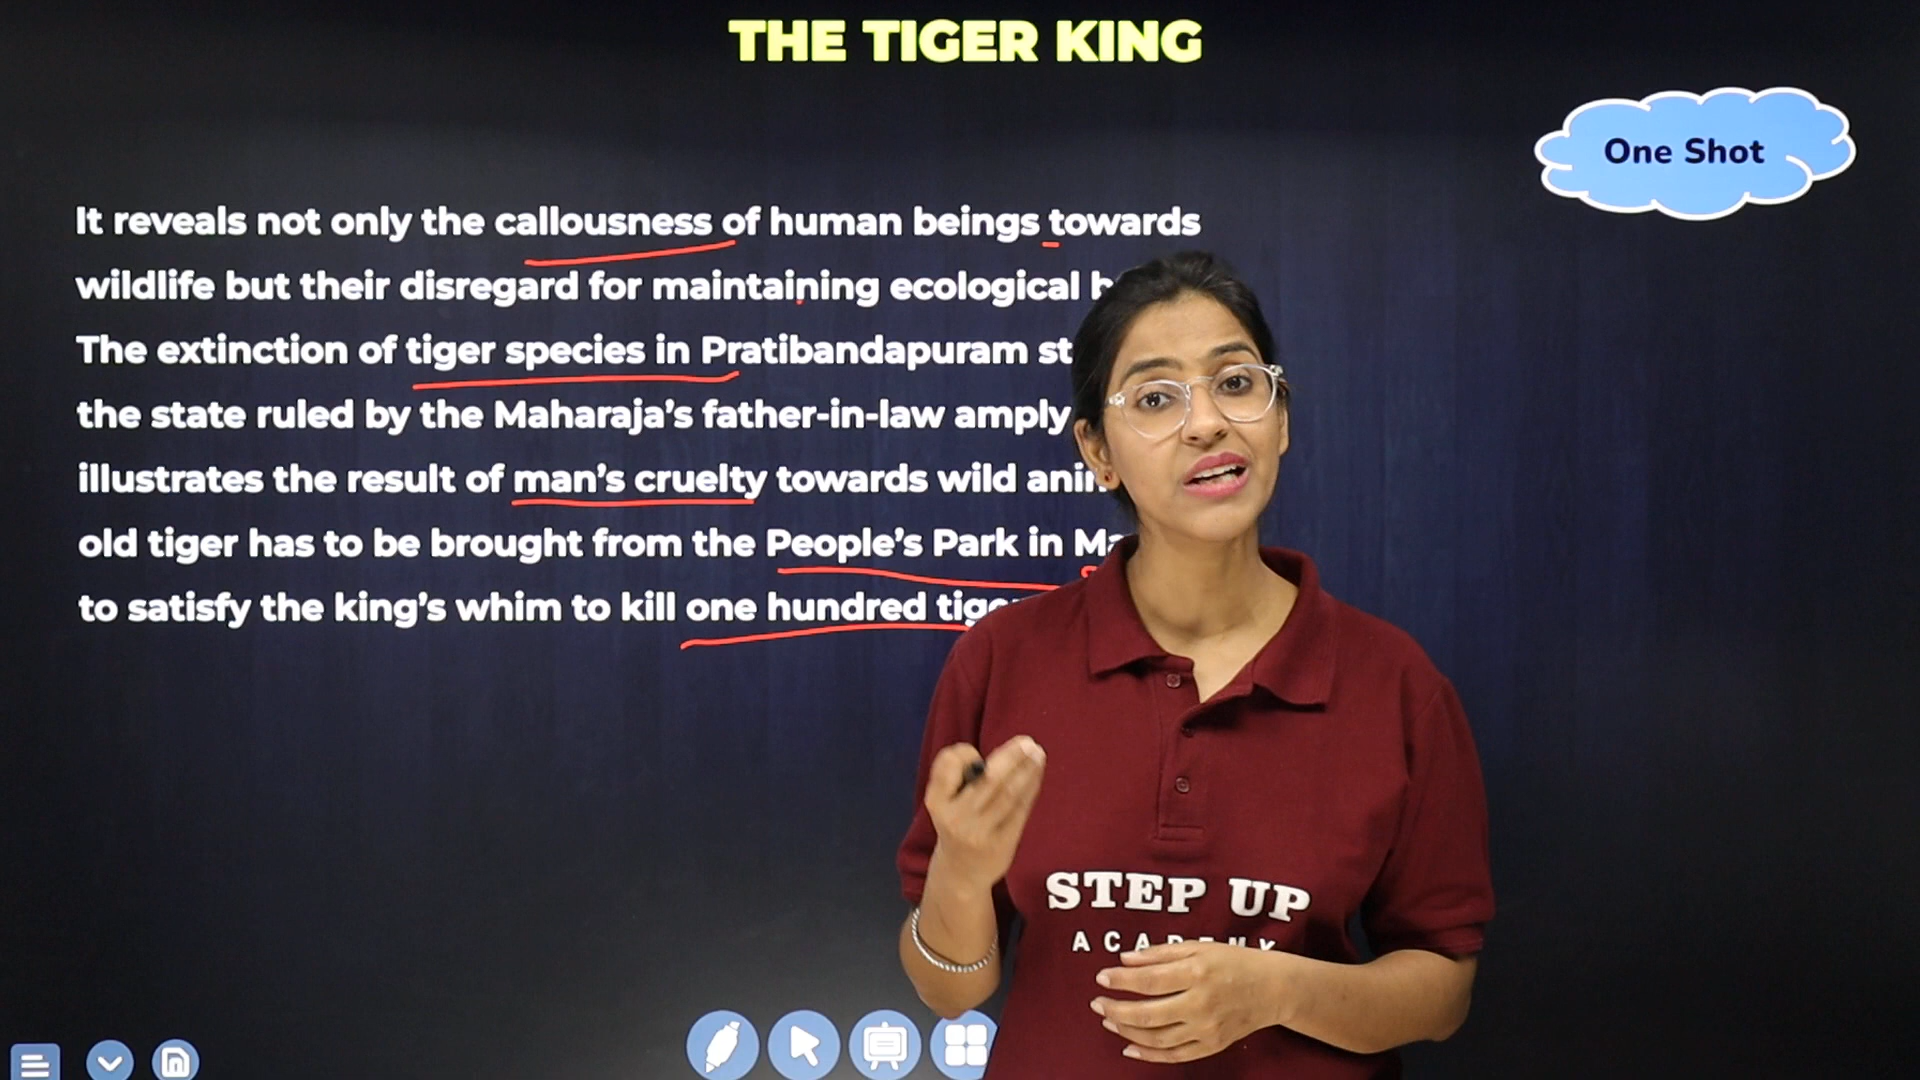 THE TIGER KING
One Shot
It reveals not only the callousness of human beings towards
wildlife but their disregard for maintaining ecological
The extinction of tiger species in Pratibandapuram
the state ruled by the Maharaja's father-in-law amply
illustrates the result of man's cruelty towards wild
old tiger has to be brought from the People's Park in
to satisfy the king's whim to kill one hundred
STEP UP
ACADEMY